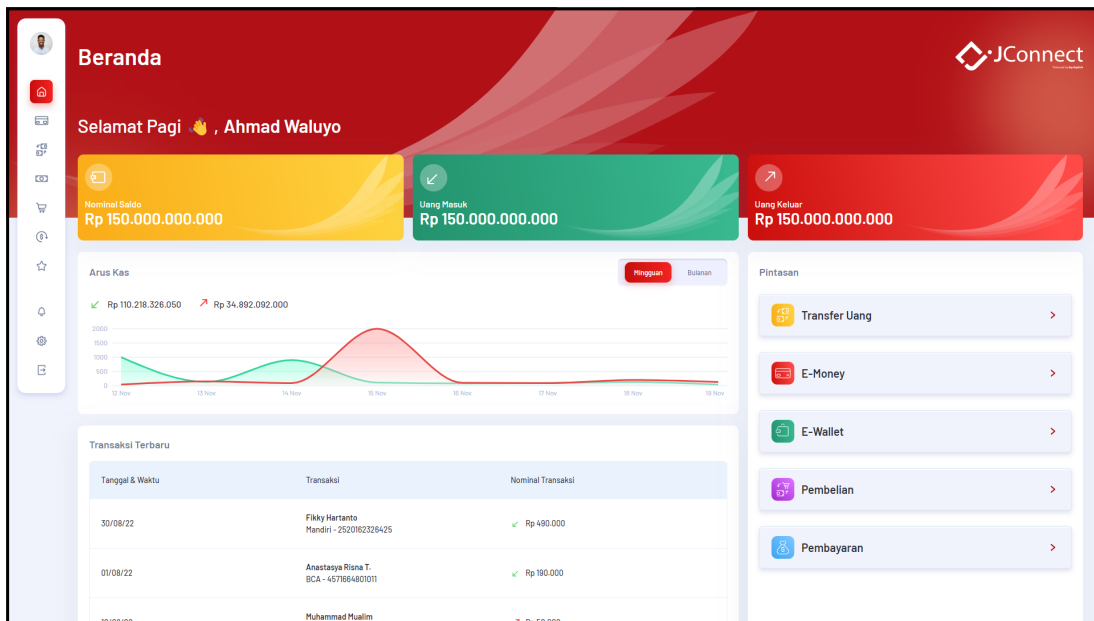 Beranda
JConnect
Selamat Pagi 👋 , Ahmad Waluyo
Nominal Saldo
Rp 150.000.000.000
Uang Masuk
Rp 150.000.000.000
Uang Keluar
Rp 150.000.000.000
Arus Kas
Mingguan
Bulanan
Rp 110.218.326.050
Rp 34.892.092.000
2000
1500
1000
500
0
12 Nov
13 Nov
14 Nov
15 Nov
16 Nov
17 Nov
18 Nov
19 Nov
Pintasan
Transfer Uang
E-Money
E-Wallet
Pembelian
Pembayaran
Transaksi Terbaru
Tanggal & Waktu
Transaksi
Nominal Transaksi
30/08/22
Fikky Hartanto
Mandiri - 2520162326425
Rp 490.000
01/08/22
Anastasya Risna T.
BCA - 4571664801011
Rp 190.000
Muhammad Mualim